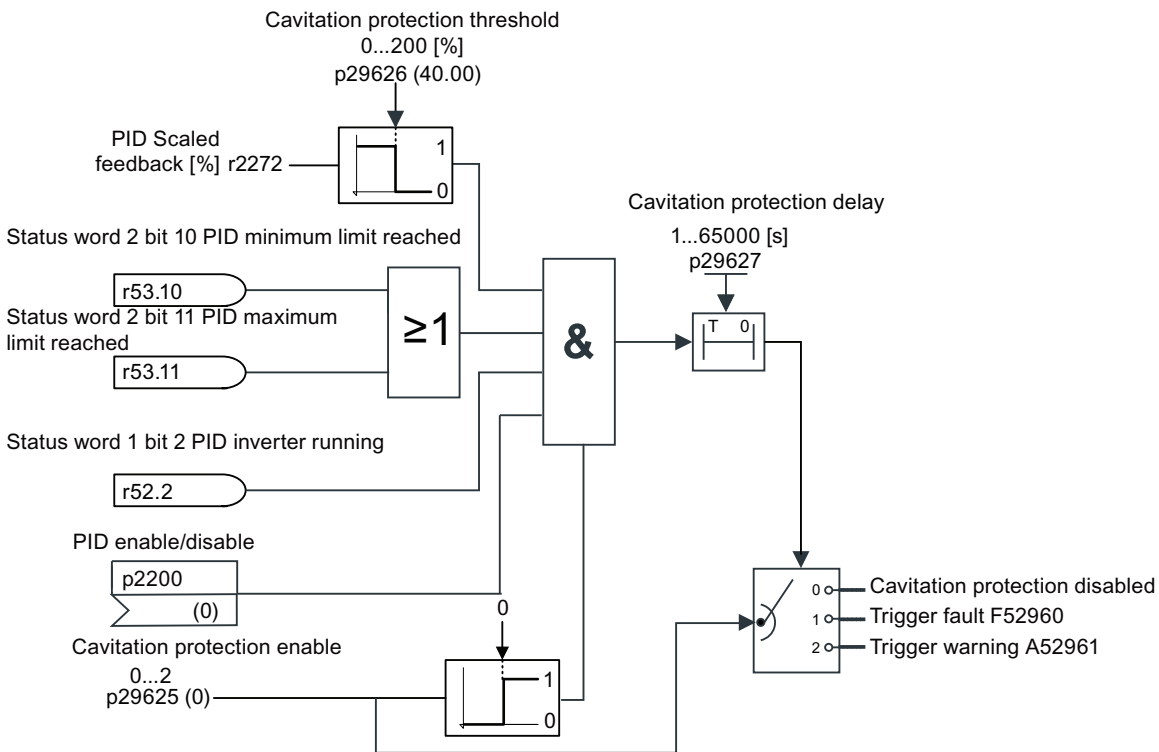 Cavitation protection threshold
0...200 [%]
p29626 (40.00)
PID Scaled
feedback [%] r2272
1
0
Cavitation protection delay
1...65000 [s]
p29627
T 0
Status word 2 bit 10 PID minimum limit reached
r53.10
Status word 2 bit 11 PID maximum
limit reached
r53.11
≥1
&
Status word 1 bit 2 PID inverter running
r52.2
PID enable/disable
p2200
(0)
0
Cavitation protection enable
0...2
p29625 (0)
1
0
0 Cavitation protection disabled
1 Trigger fault F52960
2 Trigger warning A52961